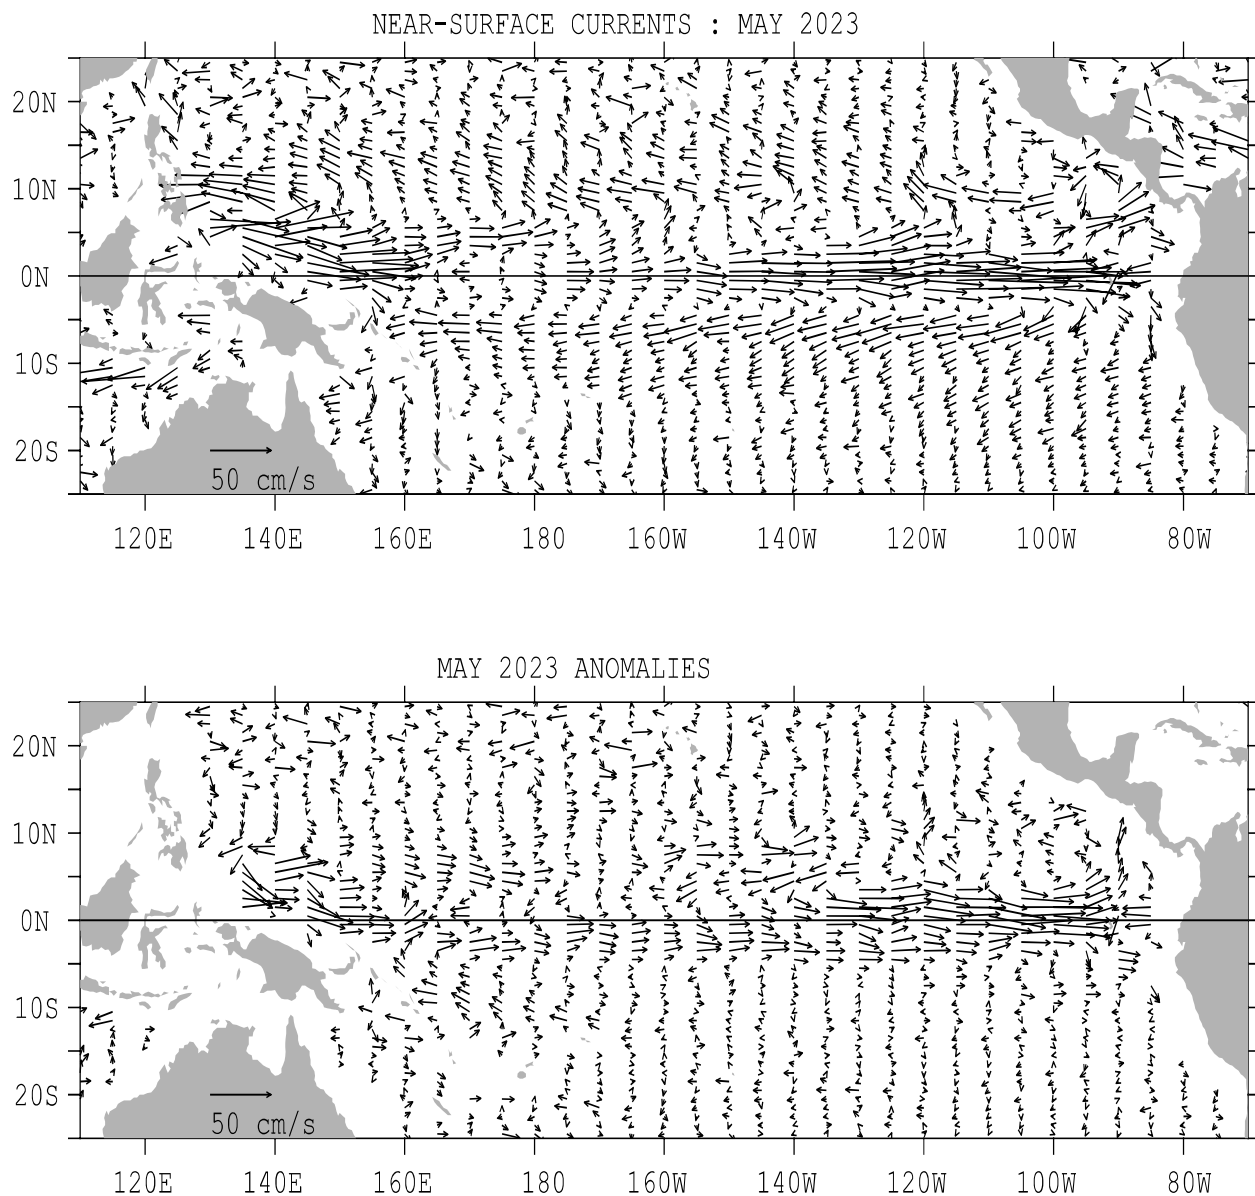 NEAR-SURFACE CURRENTS : MAY 2023
20N
10N
0N
10S
20S
50 cm/s
120E 140E 160E 180 160W 140W 120W 100W 80W
MAY 2023 ANOMALIES
20N
10N
0N
10S
20S
50 cm/s
120E 140E 160E 180 160W 140W 120W 100W 80W